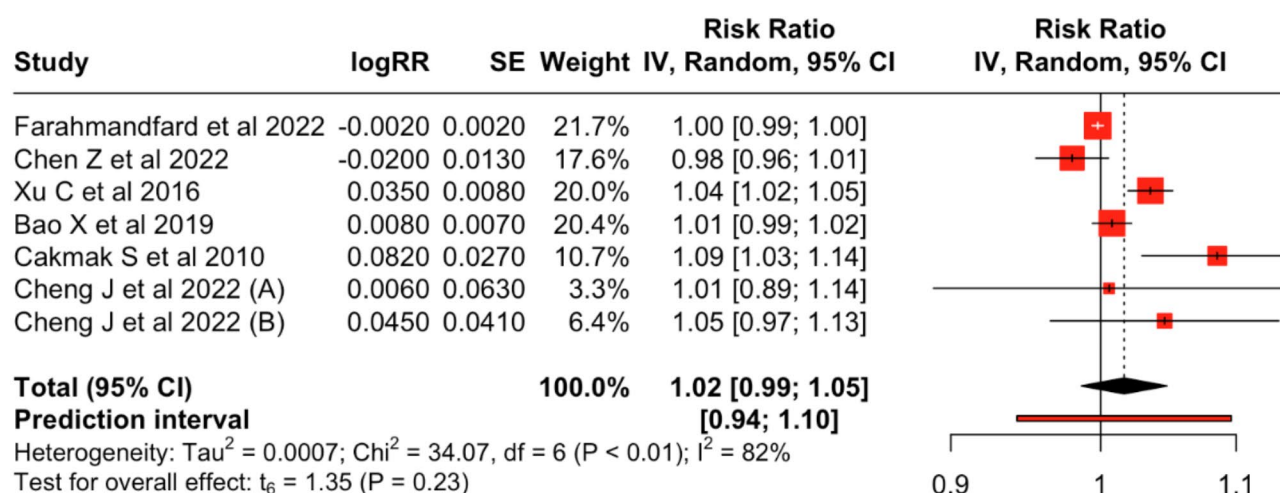 Risk Ratio Risk Ratio
Study logRR SE Weight IV, Random, 95% CI IV, Random, 95% CI
Farahmandfard et al 2022 -0.0020 0.0020 21.7% 1.00 [0.99; 1.00]
Chen Z et al 2022 -0.0200 0.0130 17.6% 0.98 [0.96; 1.01]
Xu C et al 2016 0.0350 0.0080 20.0% 1.04 [1.02; 1.05]
Bao X et al 2019 0.0080 0.0070 20.4% 1.01 [0.99; 1.02]
Cakmak S et al 2010 0.0820 0.0270 10.7% 1.09 [1.03; 1.14]
Cheng J et al 2022 (A) 0.0060 0.0630 3.3% 1.01 [0.89; 1.14]
Cheng J et al 2022 (B) 0.0450 0.0410 6.4% 1.05 [0.97; 1.13]
Total (95% CI) 100.0% 1.02 [0.99; 1.05]
Prediction interval [0.94; 1.10]
Heterogeneity: Tau² = 0.0007; Chi² = 34.07, df = 6 (P < 0.01); I² = 82%
Test for overall effect: t₆ = 1.35 (P = 0.23)
0.9 1 1.1